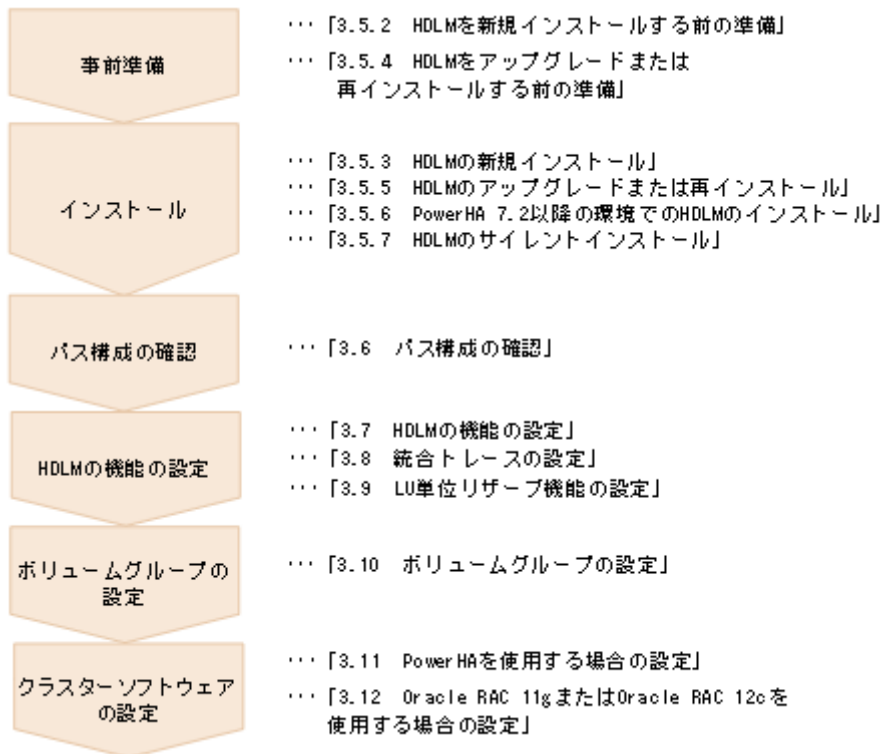 事前準備
･･･「3.5.2 HDLMを新規インストールする前の準備」
･･･「3.5.4 HDLMをアップグレードまたは
再インストールする前の準備」
インストール
･･･「3.5.3 HDLMの新規インストール」
･･･「3.5.5 HDLMのアップグレードまたは再インストール」
･･･「3.5.6 PowerHA 7.2以降の環境でのHDLMのインストール」
･･･「3.5.7 HDLMのサイレントインストール」
パス構成の確認
･･･「3.6 パス構成の確認」
HDLMの機能の設定
･･･「3.7 HDLMの機能の設定」
･･･「3.8 統合トレースの設定」
･･･「3.9 LU単位リザーブ機能の設定」
ボリュームグループの
設定
･･･「3.10 ボリュームグループの設定」
クラスターソフトウェア
の設定
･･･「3.11 PowerHAを使用する場合の設定」
･･･「3.12 Oracle RAC 11gまたはOracle RAC 12cを
使用する場合の設定」